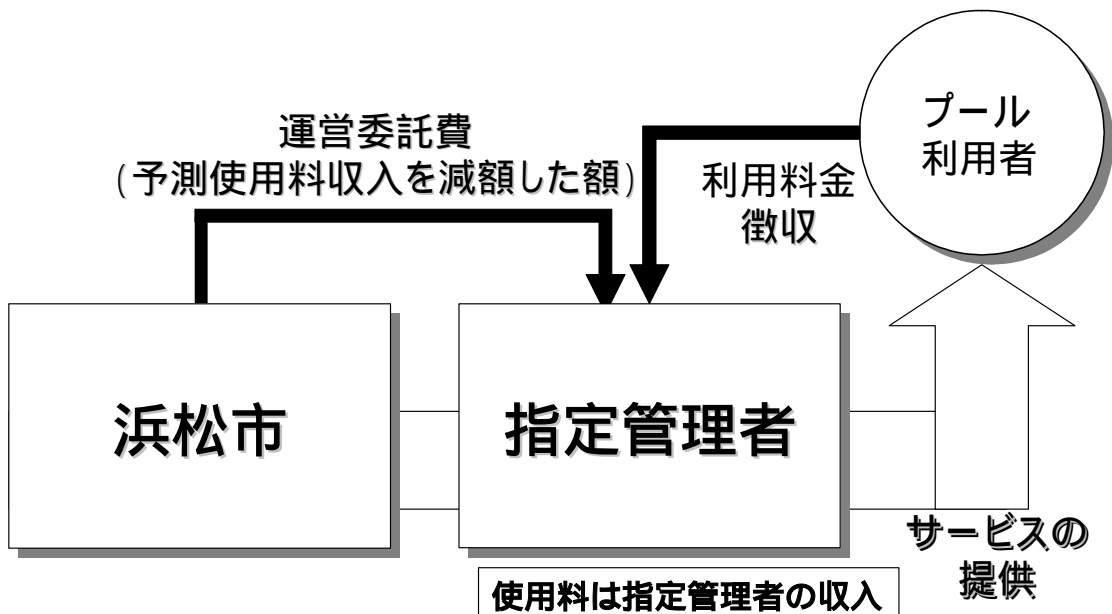 プール
利用者
運営委託費
(予測使用料収入を減額した額)
利用料金
徴収
浜松市
指定管理者
サービスの
提供
使用料は指定管理者の収入